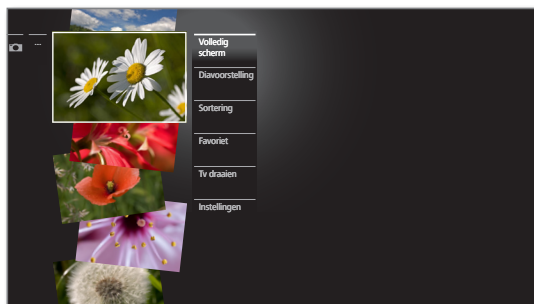 ...
Volledig
scherm
Diavoorstelling
Sortering
Favoriet
Tv draaien
Instellingen